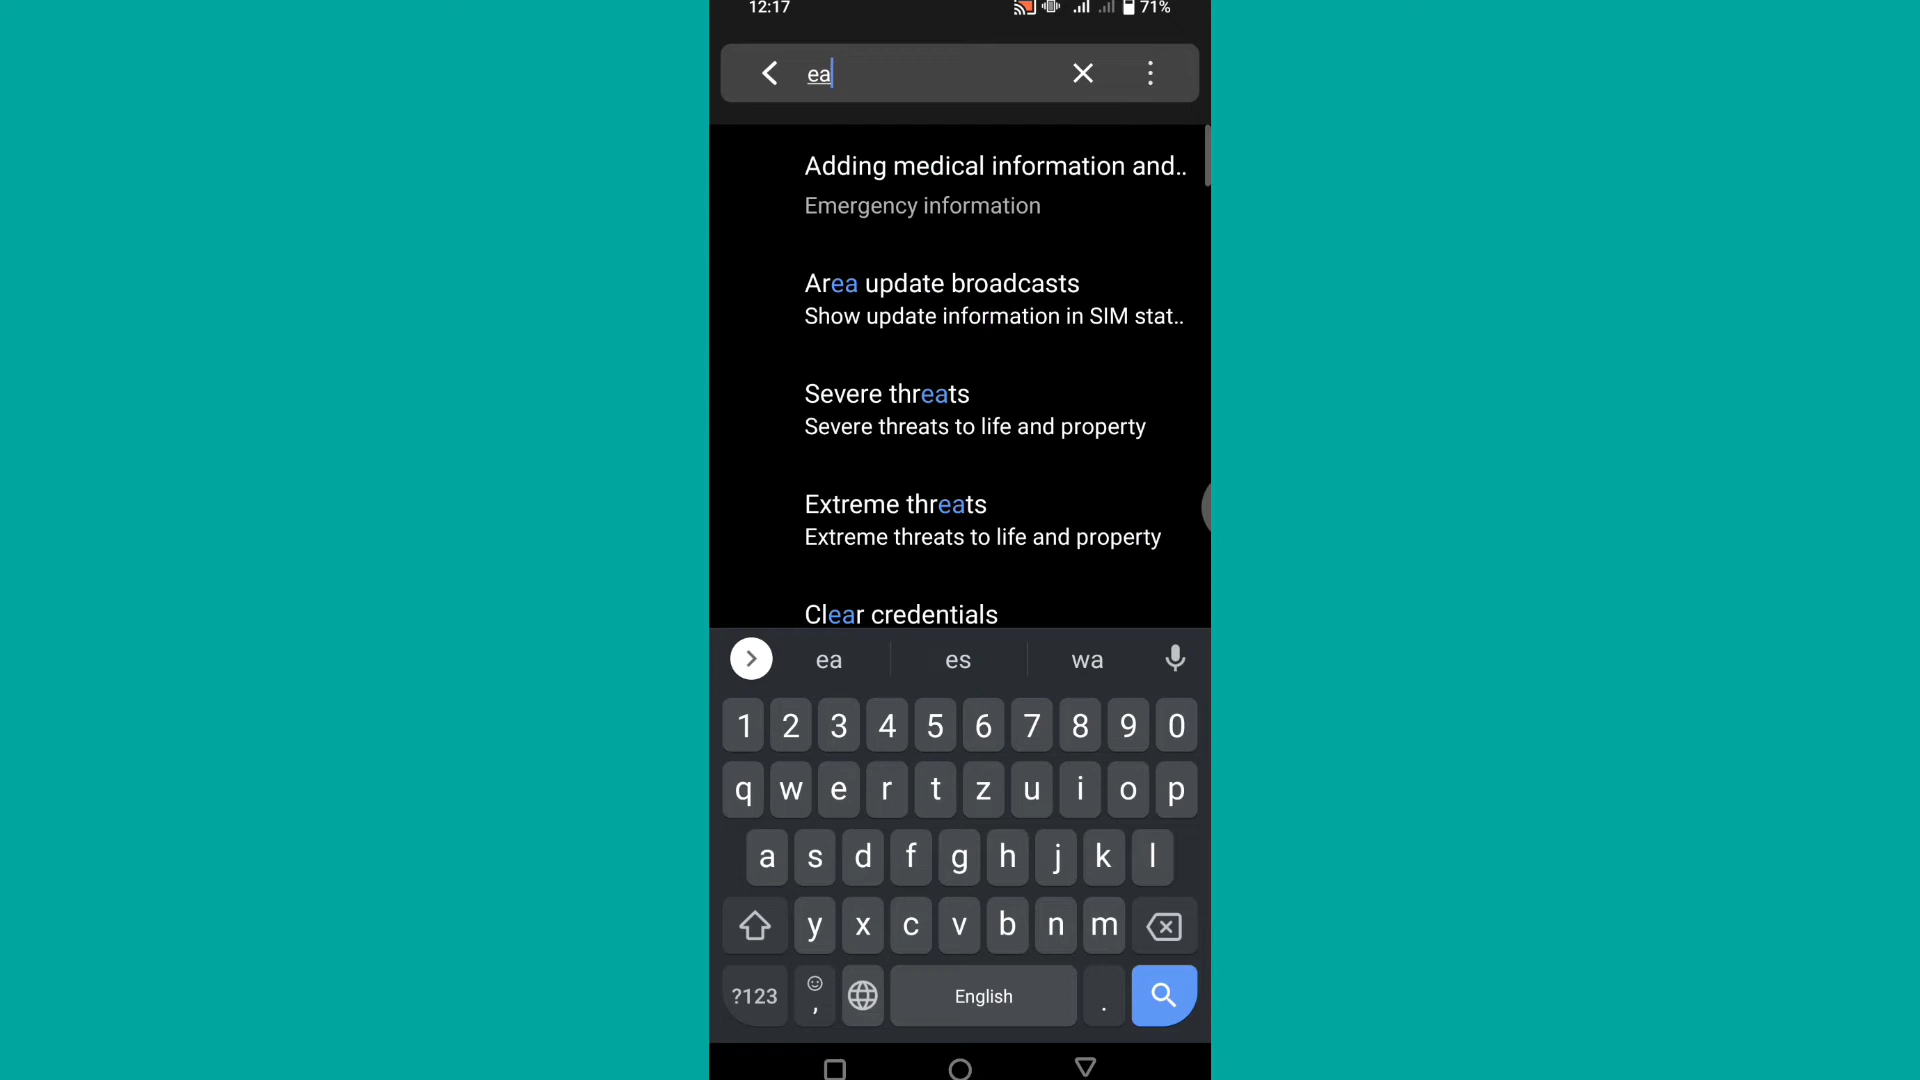 12:17
71%
ea
Adding medical information and..
Emergency information
Area update broadcasts
Show update information in SIM stat..
Severe threats
Severe threats to life and property
Extreme threats
Extreme threats to life and property
Clear credentials
ea es wa
1 2 3 4 5 6 7 8 9 0
q w e r t z u i o p
a s d f g h j k l
y x c v b n m
?123 , English .